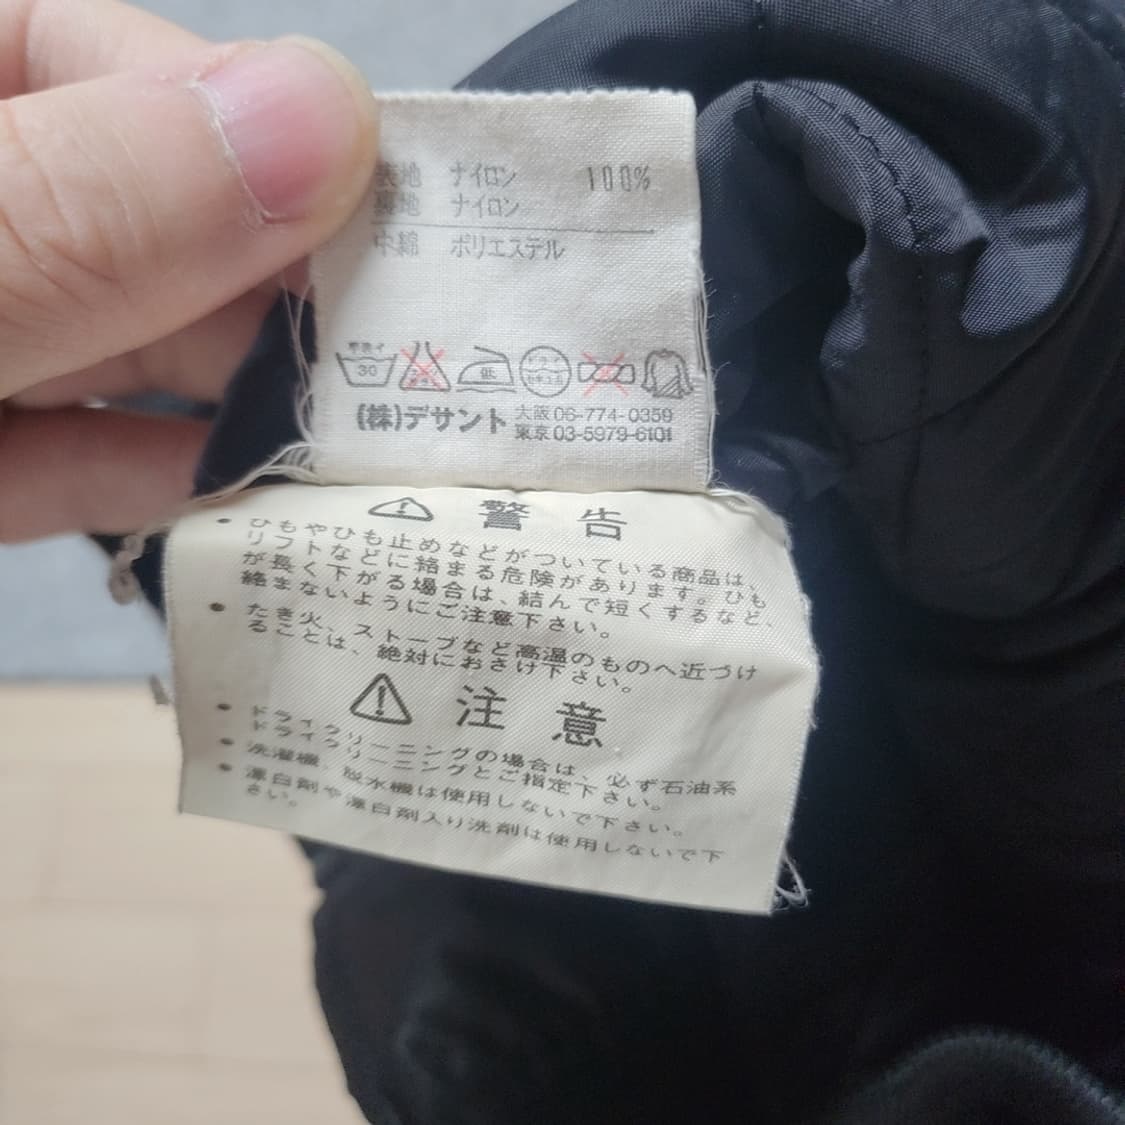 表地 ナイロン 100%
裏地 ナイロン
中綿 ポリエステル
手洗イ
30
低
ドライ
(株)デサント 大阪06-774-0359
東京03-5979-6101
警告
・ひもやひも止めなどがついている商品は、
リフトなどに絡まる危険があります。ひも
が長く下がる場合は、結んで短くするなど、
絡まないようにご注意下さい。
・たき火、ストーブなど高温のものへ近づけ
ることは、絶対におさけ下さい。
注意
・ドライクリーニングの場合は、必ず石油系
ドライクリーニングとご指定下さい。
・洗濯機、脱水機は使用しないで下さい。
・漂白剤や漂白剤入り洗剤は使用しないで下
さい。